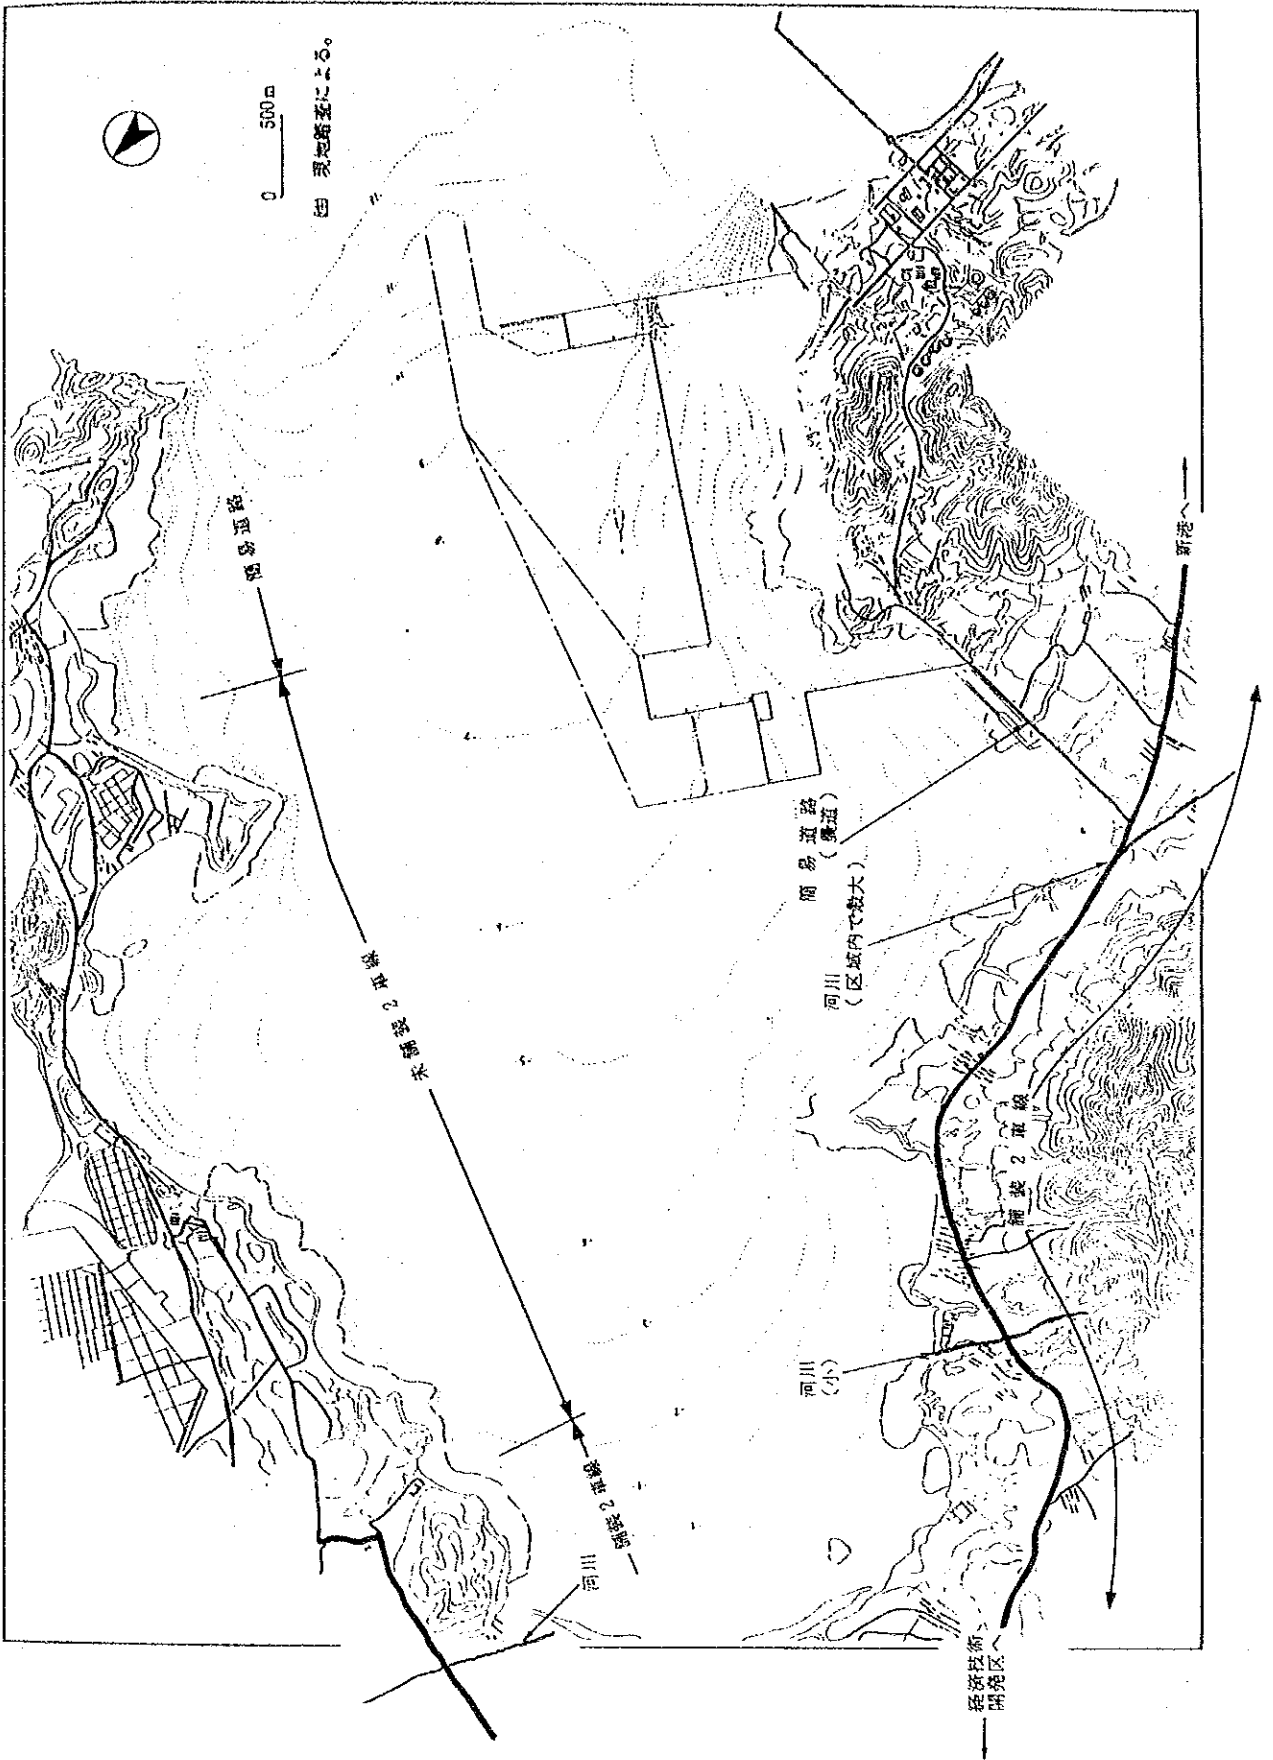 0 500m
現地踏査による。
簡易道路
未舗装2車線
舗装2車線
河川
簡易道路
(農道)
河川
(区域内で最大)
舗装2車線
河川
(小)
新港へ
経済技術
開発区へ